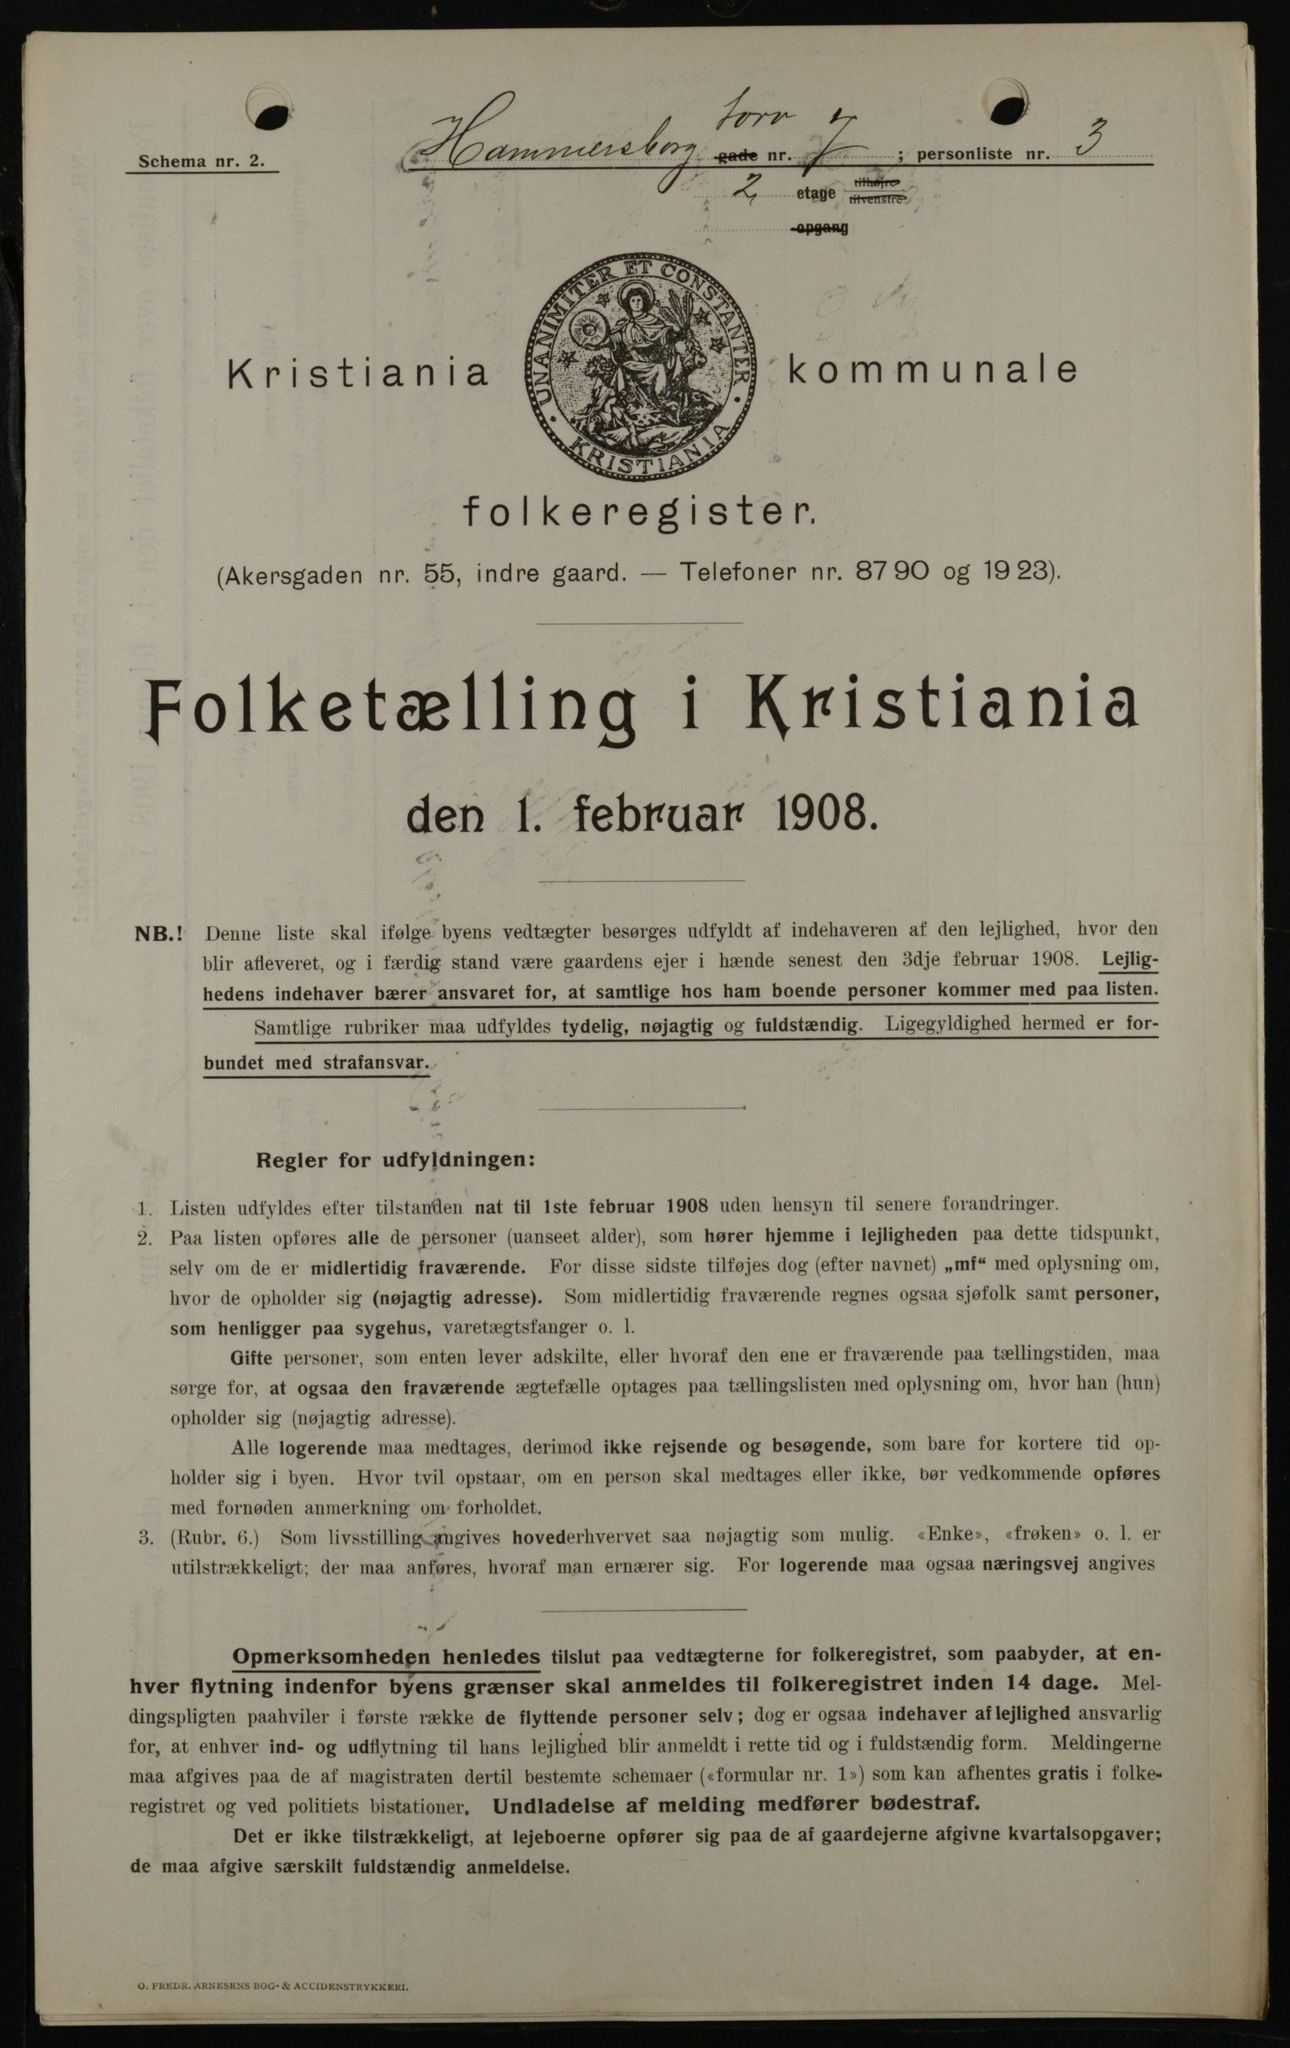 Schema nr. 2.
Hammersborg torv gade nr. 7 ; personliste nr. 3
2 etage tilhøjre tilvenstre
opgang
UNANIMITER ET CONSTANTER · KRISTIANIA ·
Kristiania kommunale
folkeregister.
(Akersgaden nr. 55, indre gaard. — Telefoner nr. 87 90 og 19 23).
Folketælling i Kristiania
den 1. februar 1908.
NB.! Denne liste skal ifølge byens vedtægter besørges udfyldt af indehaveren af den lejlighed, hvor den
blir afleveret, og i færdig stand være gaardens ejer i hænde senest den 3dje februar 1908. Lejlig-
hedens indehaver bærer ansvaret for, at samtlige hos ham boende personer kommer med paa listen.
Samtlige rubriker maa udfyldes tydelig, nøjagtig og fuldstændig. Ligegyldighed hermed er for-
bundet med strafansvar.
Regler for udfyldningen:
1. Listen udfyldes efter tilstanden nat til 1ste februar 1908 uden hensyn til senere forandringer.
2. Paa listen opføres alle de personer (uanseet alder), som hører hjemme i lejligheden paa dette tidspunkt,
selv om de er midlertidig fraværende. For disse sidste tilføjes dog (efter navnet) „mf“ med oplysning om,
hvor de opholder sig (nøjagtig adresse). Som midlertidig fraværende regnes ogsaa sjøfolk samt personer,
som henligger paa sygehus, varetægtsfanger o. l.
Gifte personer, som enten lever adskilte, eller hvoraf den ene er fraværende paa tællingstiden, maa
sørge for, at ogsaa den fraværende ægtefælle optages paa tællingslisten med oplysning om, hvor han (hun)
opholder sig (nøjagtig adresse).
Alle logerende maa medtages, derimod ikke rejsende og besøgende, som bare for kortere tid op-
holder sig i byen. Hvor tvil opstaar, om en person skal medtages eller ikke, bør vedkommende opføres
med fornøden anmerkning om forholdet.
3. (Rubr. 6.) Som livsstilling angives hovederhvervet saa nøjagtig som mulig. «Enke», «frøken» o. l. er
utilstrækkeligt; der maa anføres, hvoraf man ernærer sig. For logerende maa ogsaa næringsvej angives
Opmerksomheden henledes tilslut paa vedtægterne for folkeregistret, som paabyder, at en-
hver flytning indenfor byens grænser skal anmeldes til folkeregistret inden 14 dage. Mel-
dingspligten paahviler i første række de flyttende personer selv; dog er ogsaa indehaver af lejlighed ansvarlig
for, at enhver ind- og udflytning til hans lejlighed blir anmeldt i rette tid og i fuldstændig form. Meldingerne
maa afgives paa de af magistraten dertil bestemte schemaer («formular nr. 1») som kan afhentes gratis i folke-
registret og ved politiets bistationer. Undladelse af melding medfører bødestraf.
Det er ikke tilstrækkeligt, at lejeboerne opfører sig paa de af gaardejerne afgivne kvartalsopgaver;
de maa afgive særskilt fuldstændig anmeldelse.
O. FREDR. ARNESENS BOG- & ACCIDENSTRYKKERI.